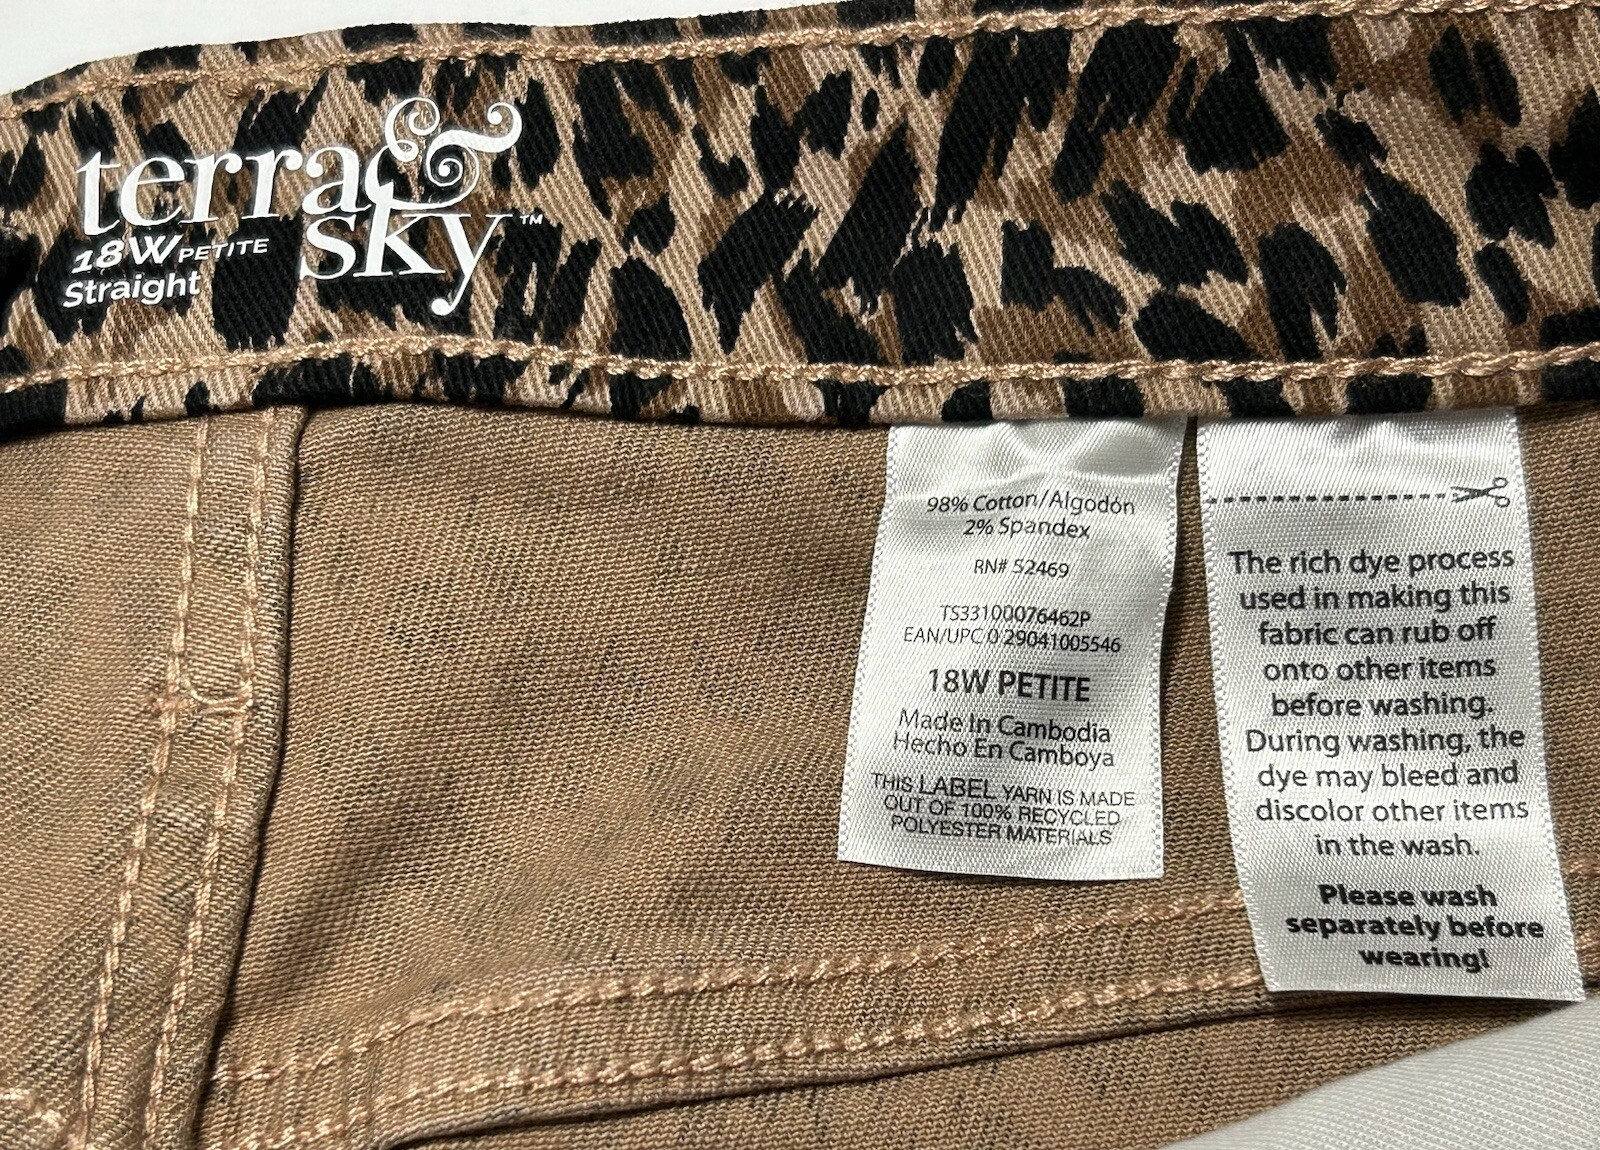 terra &
sky™
18W PETITE
Straight
98% Cotton/Algodón
2% Spandex
RN# 52469
TS33100076462P
EAN/UPC 0 29041005546
18W PETITE
Made In Cambodia
Hecho En Camboya
THIS LABEL YARN IS MADE
OUT OF 100% RECYCLED
POLYESTER MATERIALS
The rich dye process
used in making this
fabric can rub off
onto other items
before washing.
During washing, the
dye may bleed and
discolor other items
in the wash.
Please wash
separately before
wearing!